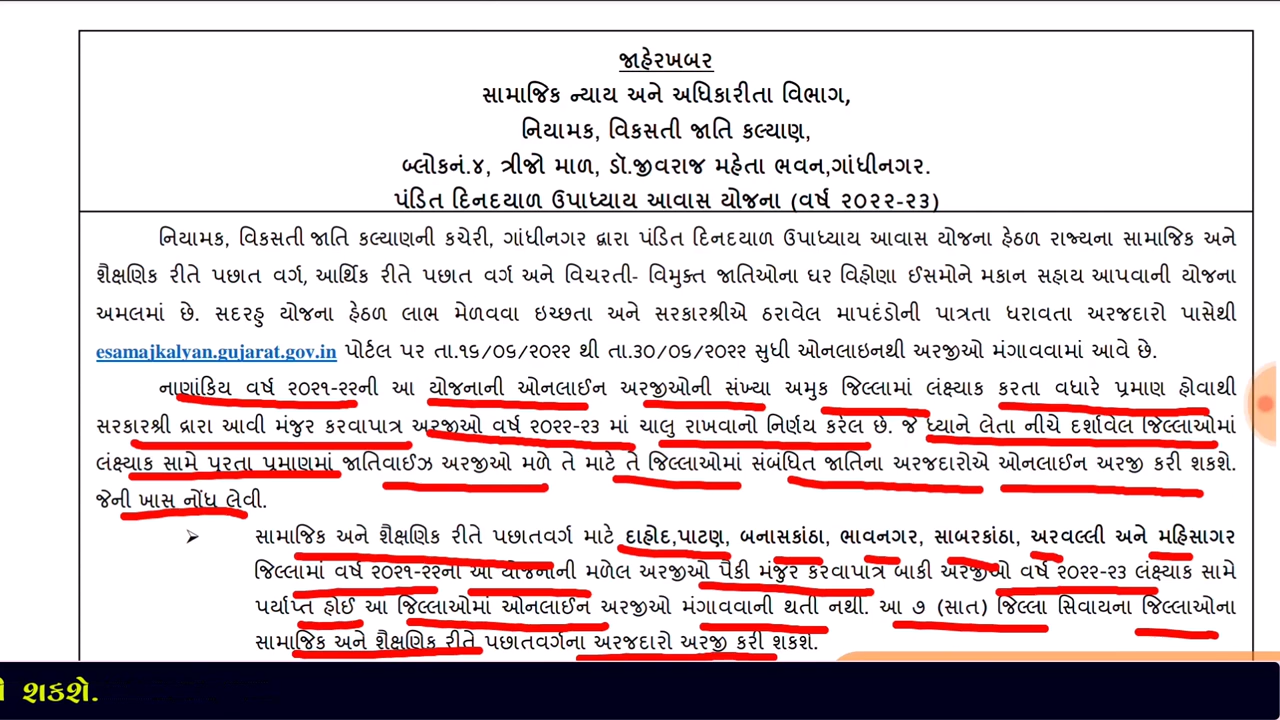 જાહેરખબર
સામાજિક ન્યાય અને અધિકારીતા વિભાગ,
નિયામક, વિકસતી જાતિ કલ્યાણ,
બ્લોકનં.૪, ત્રીજો માળ, ડૉ.જીવરાજ મહેતા ભવન,ગાંધીનગર.
પંડિત દિનદયાળ ઉપાધ્યાય આવાસ યોજના (વર્ષ ૨૦૨૨-૨૩)
નિયામક, વિકસતી જાતિ કલ્યાણની કચેરી, ગાંધીનગર દ્વારા પંડિત દિનદયાળ ઉપાધ્યાય આવાસ યોજના હેઠળ રાજ્યના સામાજિક અને
શૈક્ષણિક રીતે પછાત વર્ગ, આર્થિક રીતે પછાત વર્ગ અને વિચરતી- વિમુક્ત જાતિઓના ઘર વિહોણા ઈસમોને મકાન સહાય આપવાની યોજના
અમલમાં છે. સદરહુ યોજના હેઠળ લાભ મેળવવા ઇચ્છતા અને સરકારશ્રીએ ઠરાવેલ માપદંડોની પાત્રતા ધરાવતા અરજદારો પાસેથી
esamajkalyan.gujarat.gov.in પોર્ટલ પર તા.૧૬/૦૬/૨૦૨૨ થી તા.૩૦/૦૬/૨૦૨૨ સુધી ઓનલાઇનથી અરજીઓ મંગાવવામાં આવે છે.
નાણાંકિય વર્ષ ૨૦૨૧-૨૨ની આ યોજનાની ઓનલાઈન અરજીઓની સંખ્યા અમુક જિલ્લામાં લંક્ષ્યાક કરતા વધારે પ્રમાણ હોવાથી
સરકારશ્રી દ્રારા આવી મંજુર કરવાપાત્ર અરજીઓ વર્ષ ૨૦૨૨-૨૩ માં ચાલુ રાખવાનો નિર્ણય કરેલ છે. જે ધ્યાને લેતા નીચે દર્શાવેલ જિલ્લાઓમાં
લંક્ષ્યાક સામે પૂરતા પ્રમાણમાં જાતિવાઈઝ અરજીઓ મળે તે માટે તે જિલ્લાઓમાં સંબંધિત જાતિના અરજદારોએ ઓનલાઈન અરજી કરી શકશે.
જેની ખાસ નોંધ લેવી.
➢ સામાજિક અને શૈક્ષણિક રીતે પછાતવર્ગ માટે દાહોદ,પાટણ, બનાસકાંઠા, ભાવનગર, સાબરકાંઠા, અરવલ્લી અને મહિસાગર
જિલ્લામાં વર્ષ ૨૦૨૧-૨૨ના આ યોજનાની મળેલ અરજીઓ પૈકી મંજુર કરવાપાત્ર બાકી અરજીઓ વર્ષ ૨૦૨૨-૨૩ લંક્ષ્યાક સામે
પર્યાપ્ત હોઈ આ જિલ્લાઓમાં ઓનલાઈન અરજીઓ મંગાવવાની થતી નથી. આ ૭ (સાત) જિલ્લા સિવાયના જિલ્લાઓના
સામાજિક અને શૈક્ષણિક રીતે પછાતવર્ગના અરજદારો અરજી કરી શકશે.
શકશે.